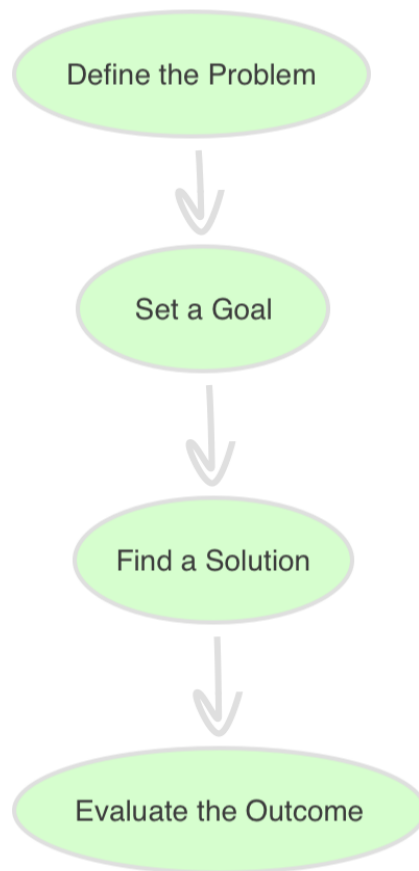 Define the Problem
Set a Goal
Find a Solution
Evaluate the Outcome